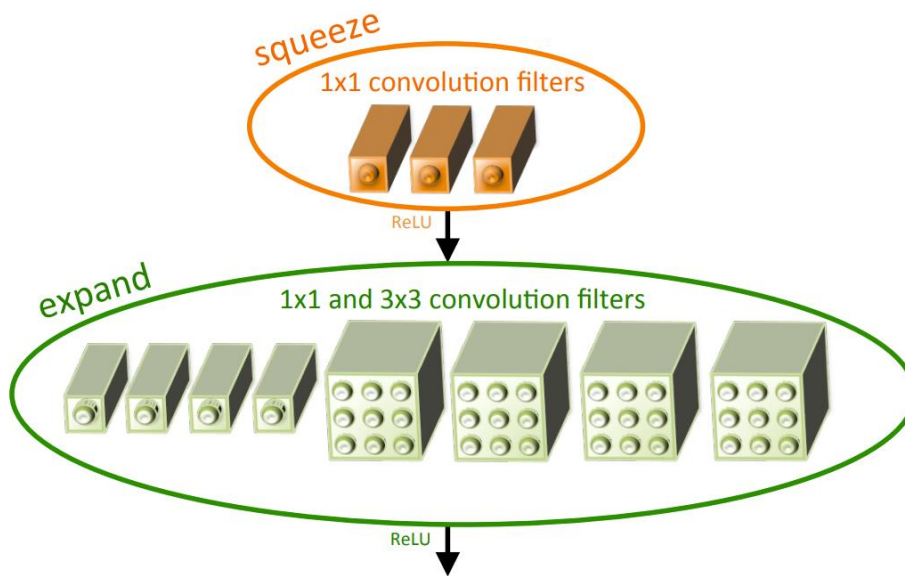 squeeze
1x1 convolution filters
ReLU
expand
1x1 and 3x3 convolution filters
ReLU